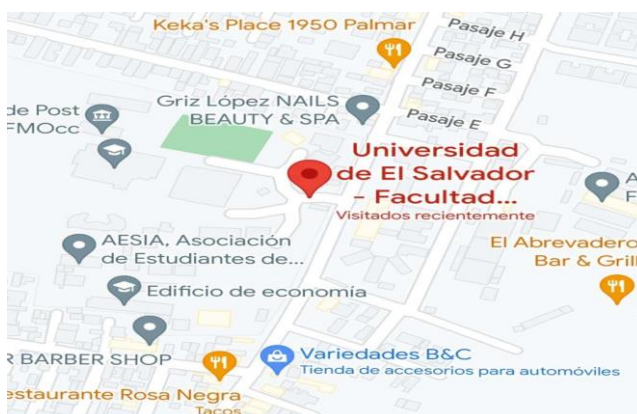 Keka's Place 1950 Palmar
Pasaje H
Pasaje G
Pasaje F
Pasaje E
de Post
FMOcc
Griz López NAILS
BEAUTY & SPA
Universidad
de El Salvador
- Facultad...
Visitados recientemente
A
F
AESIA, Asociación
de Estudiantes de...
El Abrevadero
Bar & Grill
Edificio de economía
R BARBER SHOP
Variedades B&C
Tienda de accesorios para automóviles
estaurante Rosa Negra
Tacos